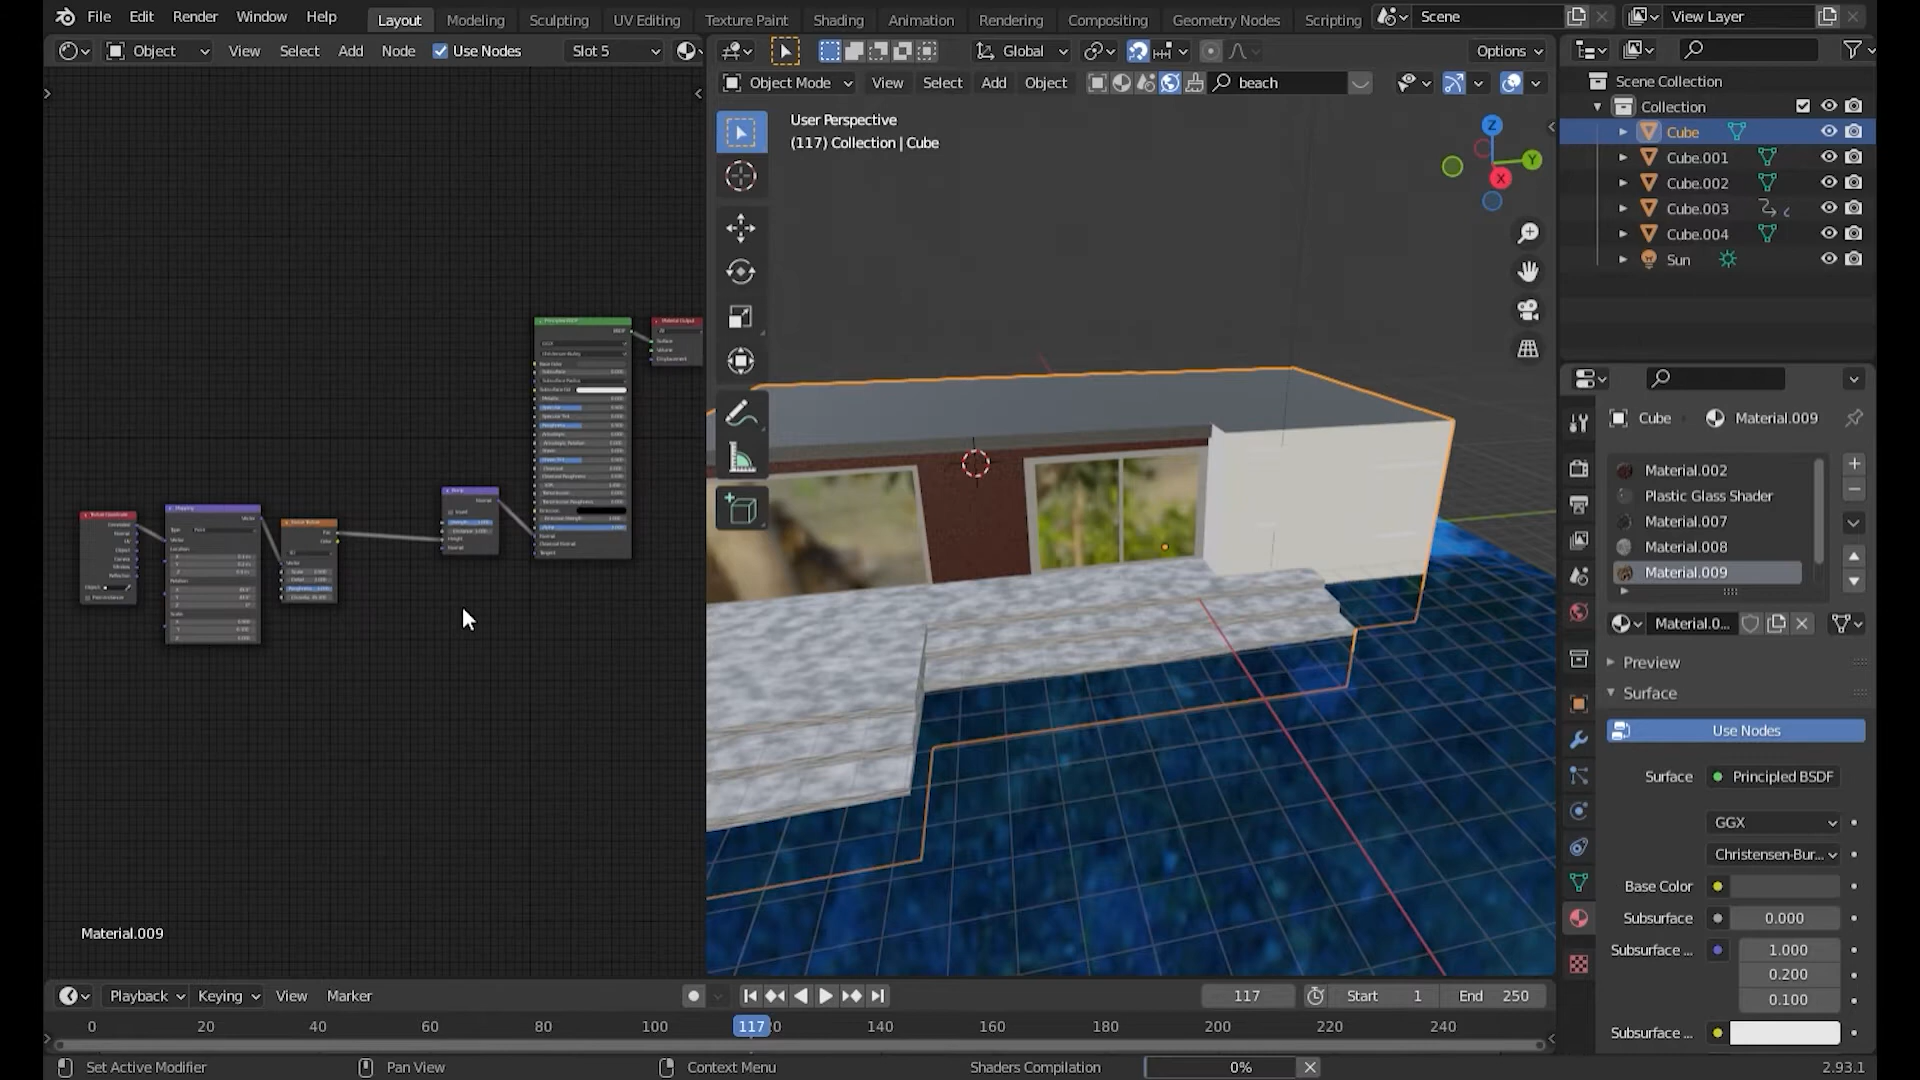 File Edit Render Window Help Layout Modeling Sculpting UV Editing Texture Paint Shading Animation Rendering Compositing Geometry Nodes Scripting Scene View Layer
Object View Select Add Node Use Nodes Slot 5 Global Options
Object Mode View Select Add Object beach
User Perspective
(117) Collection | Cube
Z
Y
X
Scene Collection
Collection
Cube
Cube.001
Cube.002
Cube.003
Cube.004
Sun
Cube Material.009
Material.002
Plastic Glass Shader
Material.007
Material.008
Material.009
Material.0...
Preview
Surface
Use Nodes
Surface Principled BSDF
GGX
Christensen-Bur...
Base Color
Subsurface 0.000
Subsurface ... 1.000
0.200
0.100
Subsurface ...
Material.009
Playback Keying View Marker 117 Start 1 End 250
0 20 40 60 80 100 117 140 160 180 200 220 240
Set Active Modifier Pan View Context Menu Shaders Compilation 0% 2.93.1